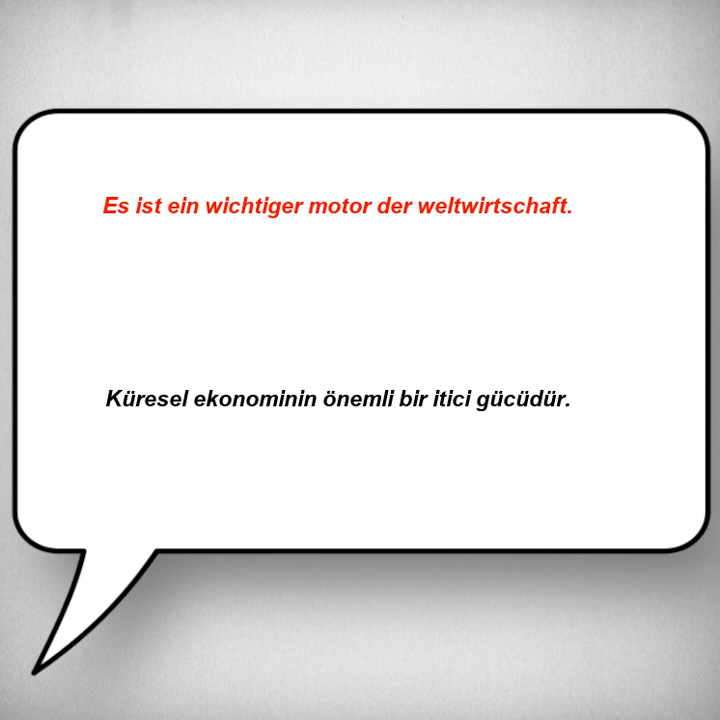 Es ist ein wichtiger motor der weltwirtschaft.
Küresel ekonominin önemli bir itici gücüdür.